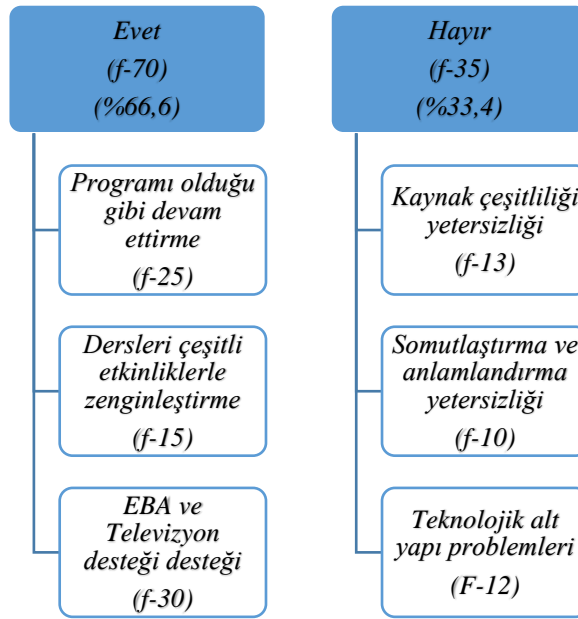 Evet
(f-70)
(%66,6)
Programı olduğu
gibi devam
ettirme
(f-25)
Dersleri çeşitli
etkinliklerle
zenginleştirme
(f-15)
EBA ve
Televizyon
desteği desteği
(f-30)
Hayır
(f-35)
(%33,4)
Kaynak çeşitliliği
yetersizliği
(f-13)
Somutlaştırma ve
anlamlandırma
yetersizliği
(f-10)
Teknolojik alt
yapı problemleri
(F-12)